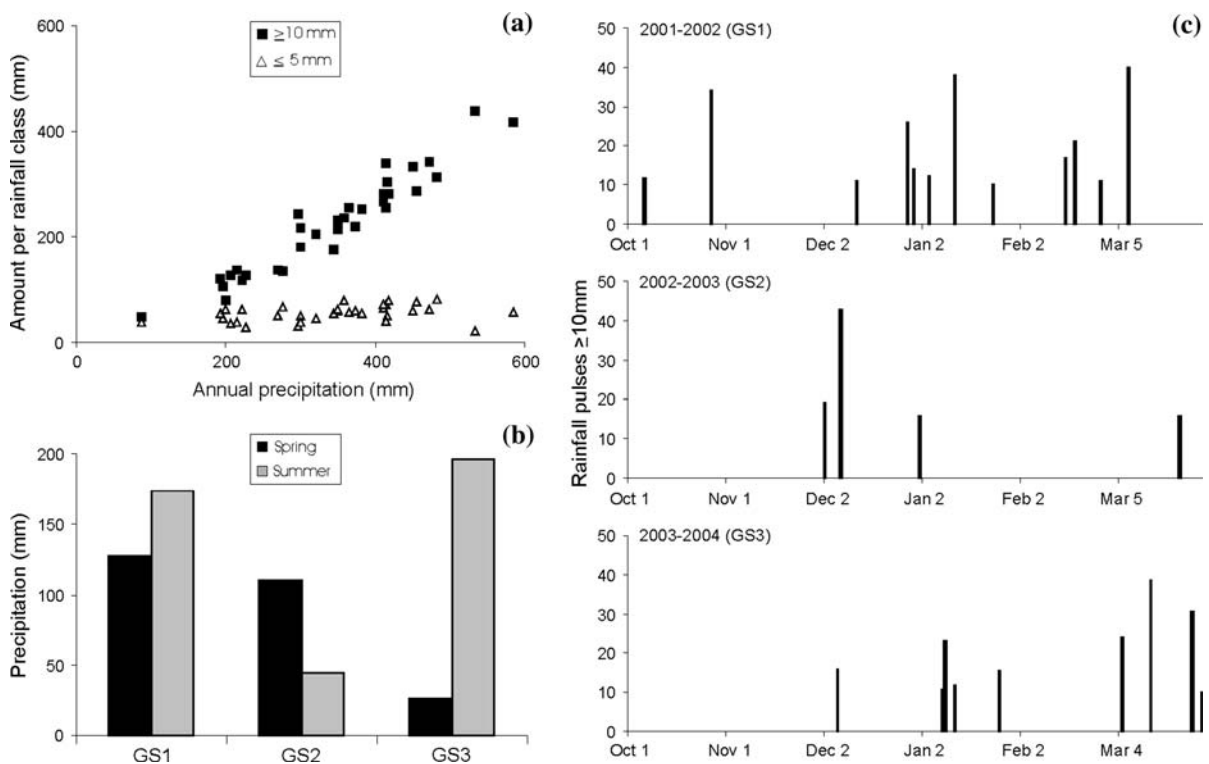 (a)
600
400
200
0
Amount per rainfall class (mm)
≥10 mm
≤ 5 mm
0 200 400 600
Annual precipitation (mm)
(b)
200
150
100
50
0
Precipitation (mm)
Spring
Summer
GS1 GS2 GS3
(c)
Rainfall pulses ≥10mm
2001-2002 (GS1)
50
40
30
20
10
0
Oct 1 Nov 1 Dec 2 Jan 2 Feb 2 Mar 5
2002-2003 (GS2)
50
40
30
20
10
0
Oct 1 Nov 1 Dec 2 Jan 2 Feb 2 Mar 5
2003-2004 (GS3)
50
40
30
20
10
0
Oct 1 Nov 1 Dec 2 Jan 2 Feb 2 Mar 4